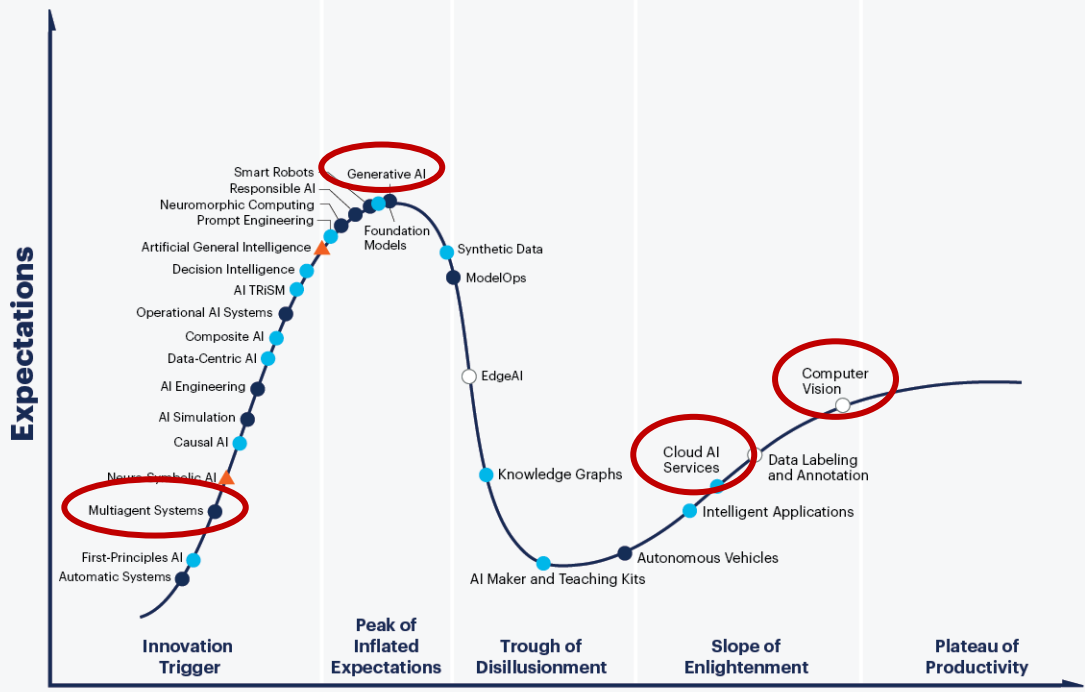 Expectations
Smart Robots
Responsible AI
Neuromorphic Computing
Prompt Engineering
Artificial General Intelligence
Decision Intelligence
AI TRiSM
Operational AI Systems
Composite AI
Data-Centric AI
AI Engineering
AI Simulation
Causal AI
Neuro-Symbolic AI
Multiagent Systems
First-Principles AI
Automatic Systems
Generative AI
Foundation
Models
Synthetic Data
ModelOps
EdgeAI
Knowledge Graphs
AI Maker and Teaching Kits
Autonomous Vehicles
Intelligent Applications
Cloud AI
Services
Data Labeling
and Annotation
Computer
Vision
Innovation
Trigger
Peak of
Inflated
Expectations
Trough of
Disillusionment
Slope of
Enlightenment
Plateau of
Productivity